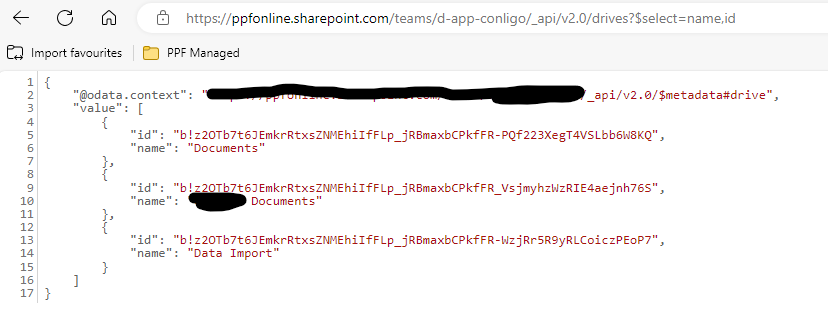 https://ppfonline.sharepoint.com/teams/d-app-conligo/_api/v2.0/drives?$select=name,id
Import favourites PPF Managed
1 {
2 "@odata.context": " /_api/v2.0/$metadata#drive",
3 "value": [
4 {
5 "id": "b!z2OTb7t6JEmkrRtxsZNMEhiIfFLp_jRBmaxbCPkfFR-PQf223XegT4VSLbb6W8KQ",
6 "name": "Documents"
7 },
8 {
9 "id": "b!z2OTb7t6JEmkrRtxsZNMEhiIfFLp_jRBmaxbCPkfFR_VsjmyhzWzRIE4aejnh76S",
10 "name": Documents"
11 },
12 {
13 "id": "b!z2OTb7t6JEmkrRtxsZNMEhiIfFLp_jRBmaxbCPkfFR-WzjRr5R9yRLCoiczPEoP7",
14 "name": "Data Import"
15 }
16 ]
17 }